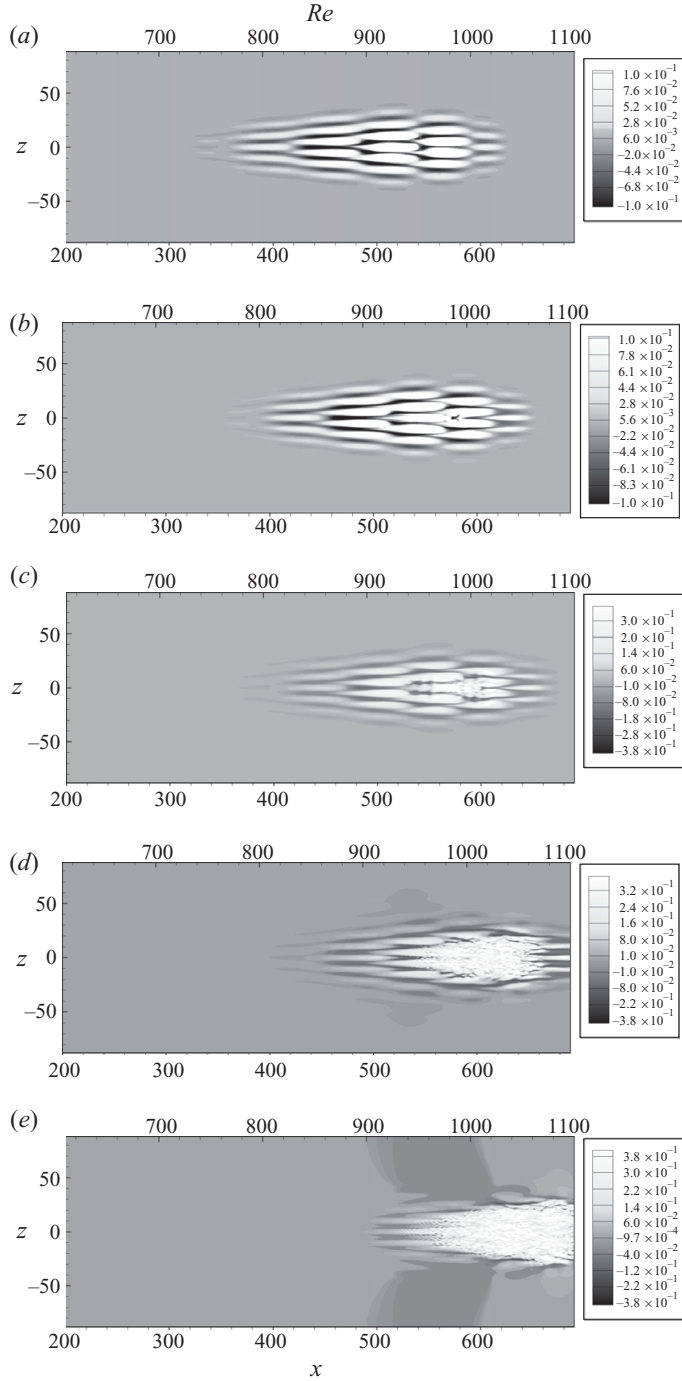 Re
(a)
700 800 900 1000 1100
50
z 0
−50
200 300 400 500 600
1.0 ×10⁻¹
7.6 ×10⁻²
5.2 ×10⁻²
2.8 ×10⁻³
6.0 ×10⁻³
−2.0 ×10⁻²
−4.4 ×10⁻²
−6.8 ×10⁻²
−1.0 ×10⁻¹
(b)
700 800 900 1000 1100
50
z 0
−50
200 300 400 500 600
1.0 ×10⁻¹
7.8 ×10⁻²
6.1 ×10⁻²
4.4 ×10⁻²
2.8 ×10⁻²
5.6 ×10⁻³
−2.2 ×10⁻²
−4.4 ×10⁻²
−6.1 ×10⁻²
−8.3 ×10⁻²
−1.0 ×10⁻¹
(c)
700 800 900 1000 1100
50
z 0
−50
200 300 400 500 600
3.0 ×10⁻¹
2.0 ×10⁻¹
1.4 ×10⁻¹
6.0 ×10⁻²
−1.0 ×10⁻²
−8.0 ×10⁻²
−1.8 ×10⁻¹
−2.8 ×10⁻¹
−3.8 ×10⁻¹
(d)
700 800 900 1000 1100
50
z 0
−50
200 300 400 500 600
3.2 ×10⁻¹
2.4 ×10⁻¹
1.6 ×10⁻¹
8.0 ×10⁻²
−1.0 ×10⁻²
−8.0 ×10⁻²
−2.2 ×10⁻¹
−3.8 ×10⁻¹
(e)
700 800 900 1000 1100
50
z 0
−50
200 300 400 500 600
x
3.8 ×10⁻¹
3.0 ×10⁻¹
2.2 ×10⁻¹
1.4 ×10⁻¹
6.0 ×10⁻²
−9.7 ×10⁻⁴
−4.0 ×10⁻²
−1.2 ×10⁻¹
−2.2 ×10⁻¹
−3.8 ×10⁻¹